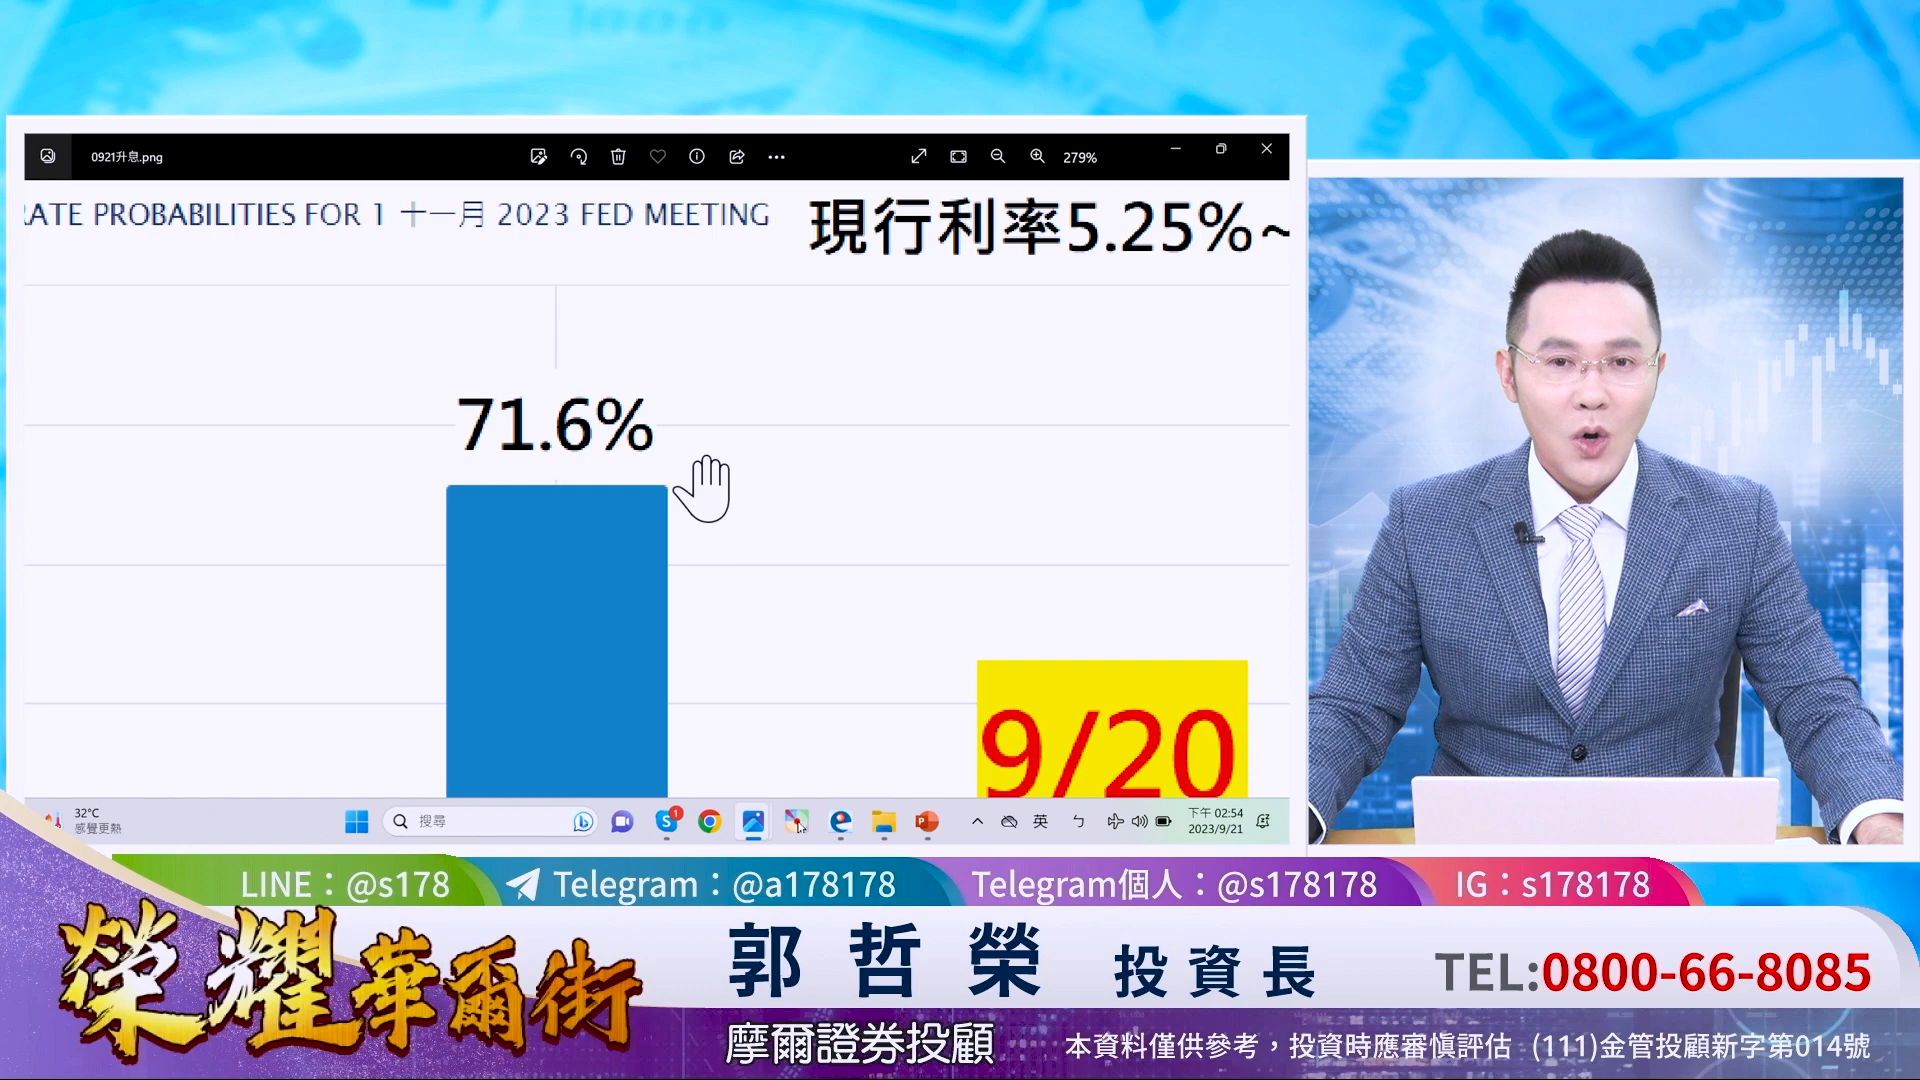 0921升息.png
279%
RATE PROBABILITIES FOR 1 十一月 2023 FED MEETING
現行利率5.25%~
71.6%
9/20
32°C
感覺更熱
搜尋
1
英
ㄅ
下午 02:54
2023/9/21
LINE：@s178
Telegram：@a178178
Telegram個人：@s178178
IG：s178178
榮耀華爾街
郭哲榮 投資長
TEL:0800-66-8085
摩爾證券投顧
本資料僅供參考，投資時應審慎評估 (111)金管投顧新字第014號